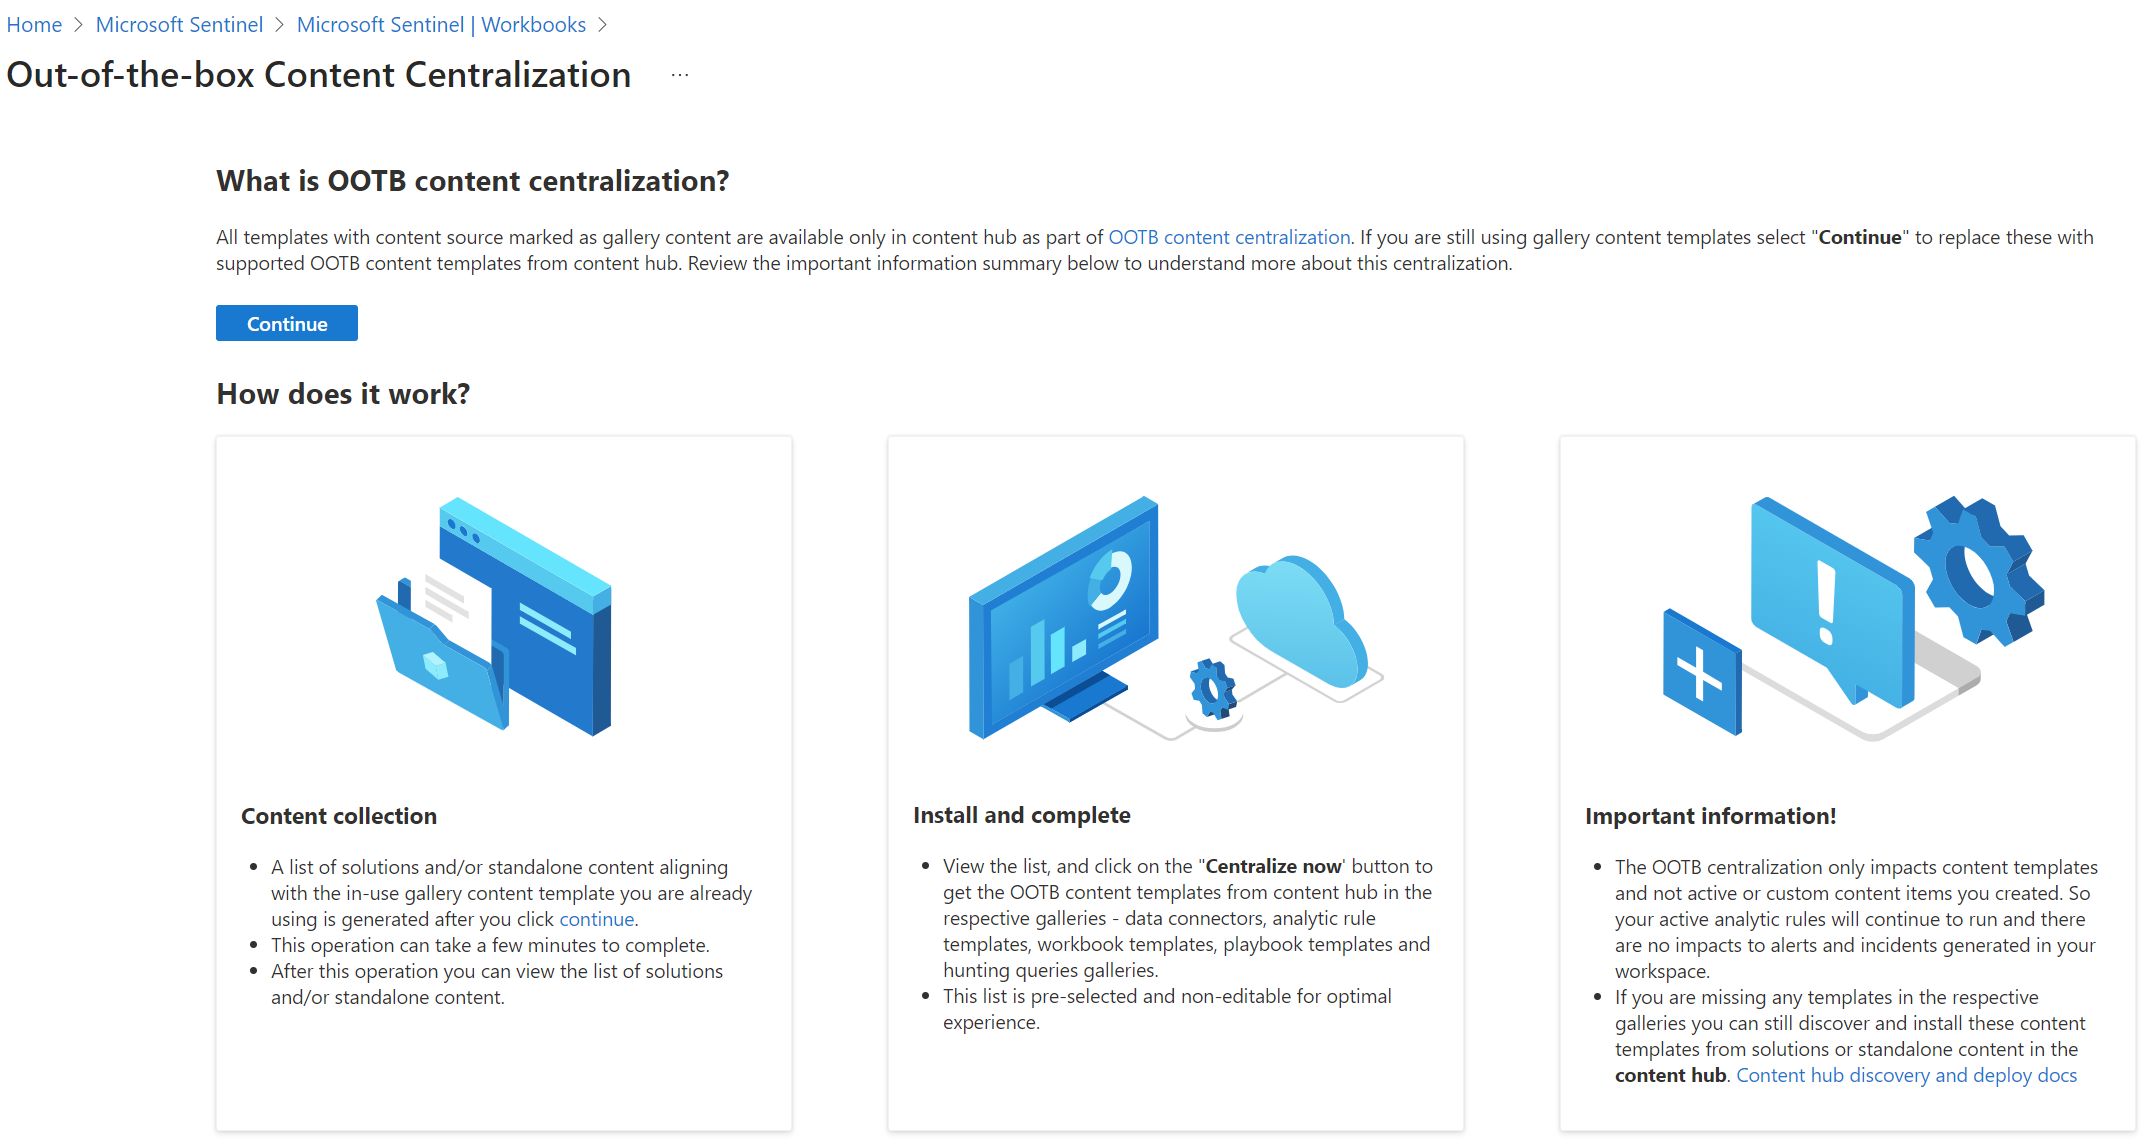 Home > Microsoft Sentinel > Microsoft Sentinel | Workbooks >
Out-of-the-box Content Centralization ...
What is OOTB content centralization?
All templates with content source marked as gallery content are available only in content hub as part of OOTB content centralization. If you are still using gallery content templates select "Continue" to replace these with
supported OOTB content templates from content hub. Review the important information summary below to understand more about this centralization.
Continue
How does it work?
Content collection
• A list of solutions and/or standalone content aligning
with the in-use gallery content template you are already
using is generated after you click continue.
• This operation can take a few minutes to complete.
• After this operation you can view the list of solutions
and/or standalone content.
Install and complete
• View the list, and click on the "Centralize now' button to
get the OOTB content templates from content hub in the
respective galleries - data connectors, analytic rule
templates, workbook templates, playbook templates and
hunting queries galleries.
• This list is pre-selected and non-editable for optimal
experience.
Important information!
• The OOTB centralization only impacts content templates
and not active or custom content items you created. So
your active analytic rules will continue to run and there
are no impacts to alerts and incidents generated in your
workspace.
• If you are missing any templates in the respective
galleries you can still discover and install these content
templates from solutions or standalone content in the
content hub. Content hub discovery and deploy docs